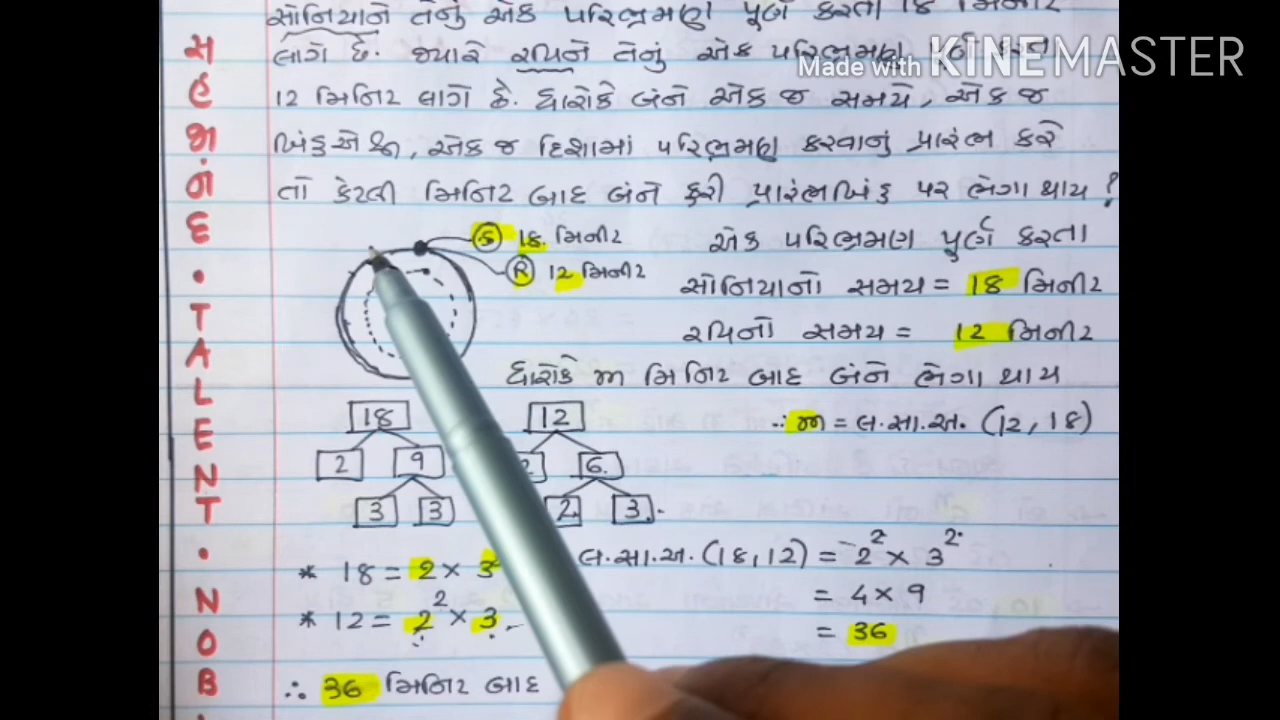 સોનિયાને તેનું એક પરિભ્રમણ પૂર્ણ કરતા 18 મિનીટ
લાગે છે. જ્યારે રવિને તેનું એક પરિભ્રમણ પુર્ણ કરતા
Made with KINEMASTER
12 મિનિટ લાગે છે. ધારોકે બંને એક જ સમયે, એક જ
બિંદુએથી, એક જ દિશામાં પરિભ્રમણ કરવાનું પ્રારંભ કરે
તો કેટલી મિનિટ બાદ બંને ફરી પ્રારંભબિંદુ પર ભેગા થાય?
S 18 મિનીટ
R 12 મિનીટ
એક પરિભ્રમણ પુર્ણ કરતા
સોનિયાનો સમય = 18 મિનીટ
રવિનો સમય = 12 મિનીટ
ધારોકે m મિનિટ બાદ બંને ભેગા થાય
18 12
∴ m = લ.સા.અ. (12, 18)
2 9 2 6
3 3 2 3
* 18 = 2 × 3
લ.સા.અ. (18, 12) = 2² × 3²
= 4 × 9
* 12 = 2² × 3
= 36
∴ 36 મિનિટ બાદ
સ
હ
જા
નં
દ
•
T
A
L
E
N
T
•
N
O
B